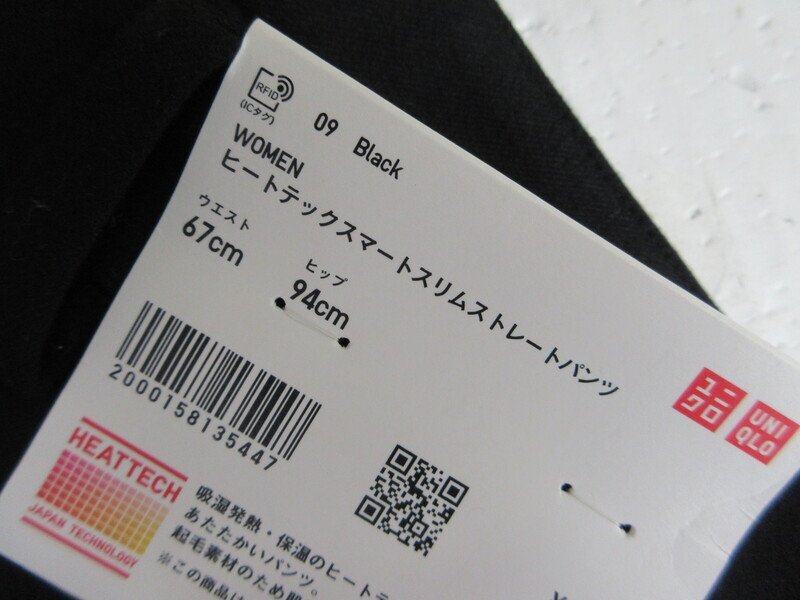 RFID
(ICタグ)
09 Black
WOMEN
ヒートテックスマートスリムストレートパンツ
ウエスト
67cm
ヒップ
94cm
2000158135447
ユニ
クロ
UNI
QLO
HEATTECH
JAPAN TECHNOLOGY
吸湿発熱・保温のヒートテ
あたたかいパンツ。
起毛素材のため肌
※この商品は